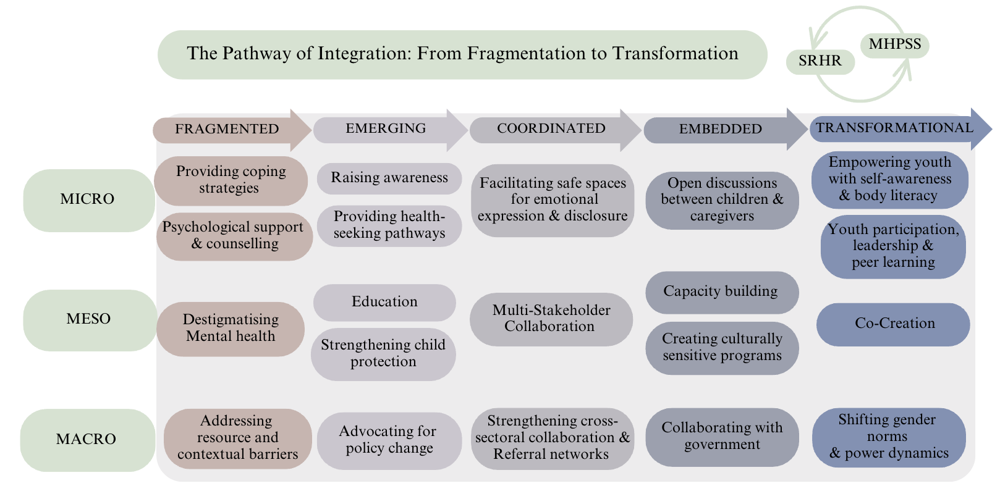 The Pathway of Integration: From Fragmentation to Transformation
MHPSS
SRHR
FRAGMENTED
EMERGING
COORDINATED
EMBEDDED
TRANSFORMATIONAL
MICRO
Providing coping
strategies
Psychological support
& counselling
Raising awareness
Providing health-
seeking pathways
Facilitating safe spaces
for emotional
expression & disclosure
Open discussions
between children &
caregivers
Empowering youth
with self-awareness
& body literacy
Youth participation,
leadership &
peer learning
MESO
Destigmatising
Mental health
Education
Strengthening child
protection
Multi-Stakeholder
Collaboration
Capacity building
Creating culturally
sensitive programs
Co-Creation
MACRO
Addressing
resource and
contextual barriers
Advocating for
policy change
Strengthening cross-
sectoral collaboration &
Referral networks
Collaborating with
government
Shifting gender
norms
& power dynamics